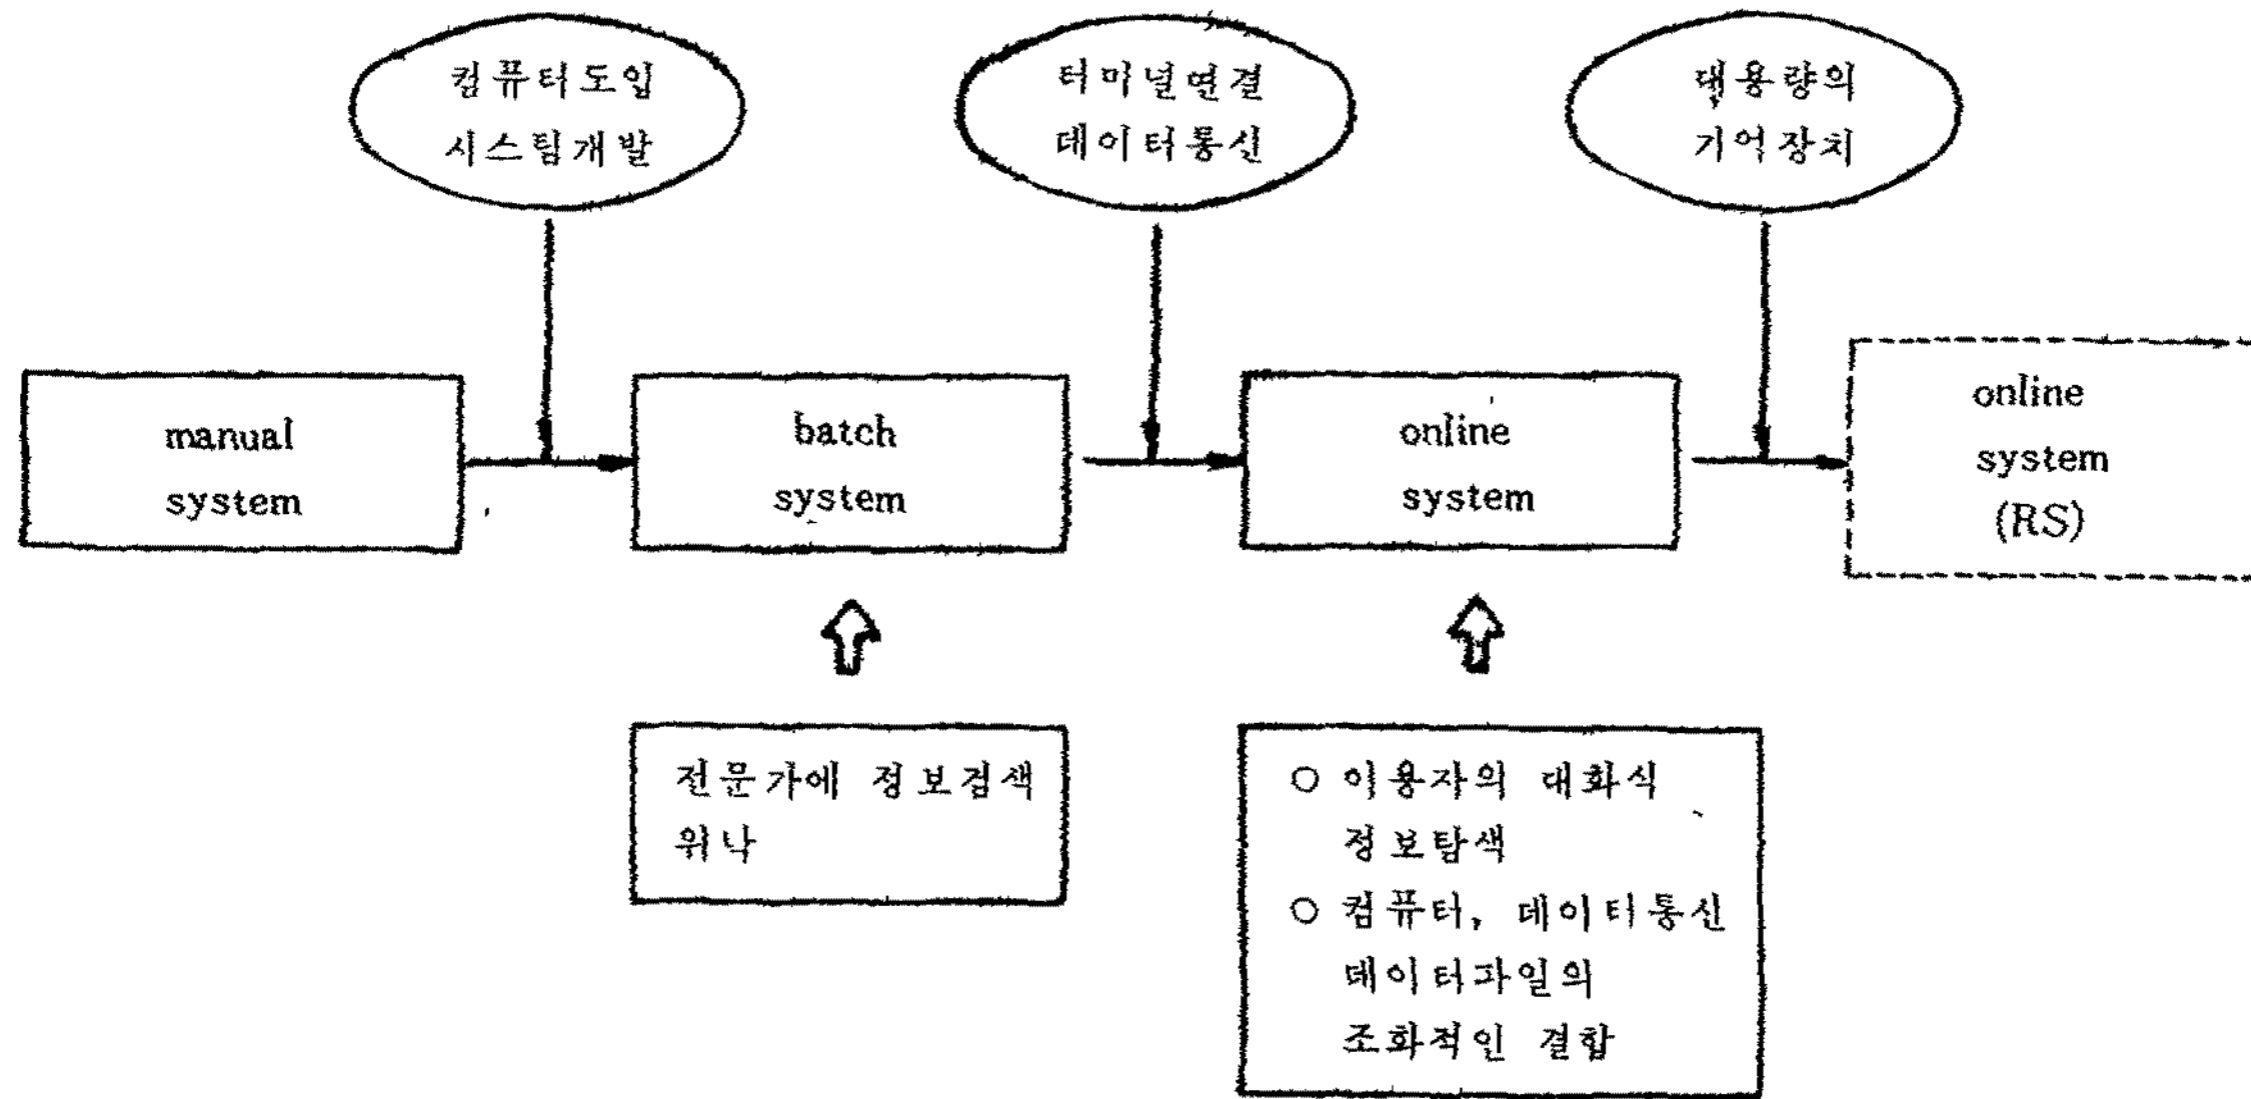 컴퓨터도입
시스팀개발
터미널연결
데이터통신
대용량의
기억장치
manual
system
batch
system
online
system
online
system
(RS)
전문가에 정보검색
위낙
○ 이용자의 대화식
정보탐색
○ 컴퓨터, 데이터통신
데이터파일의
조화적인 결합